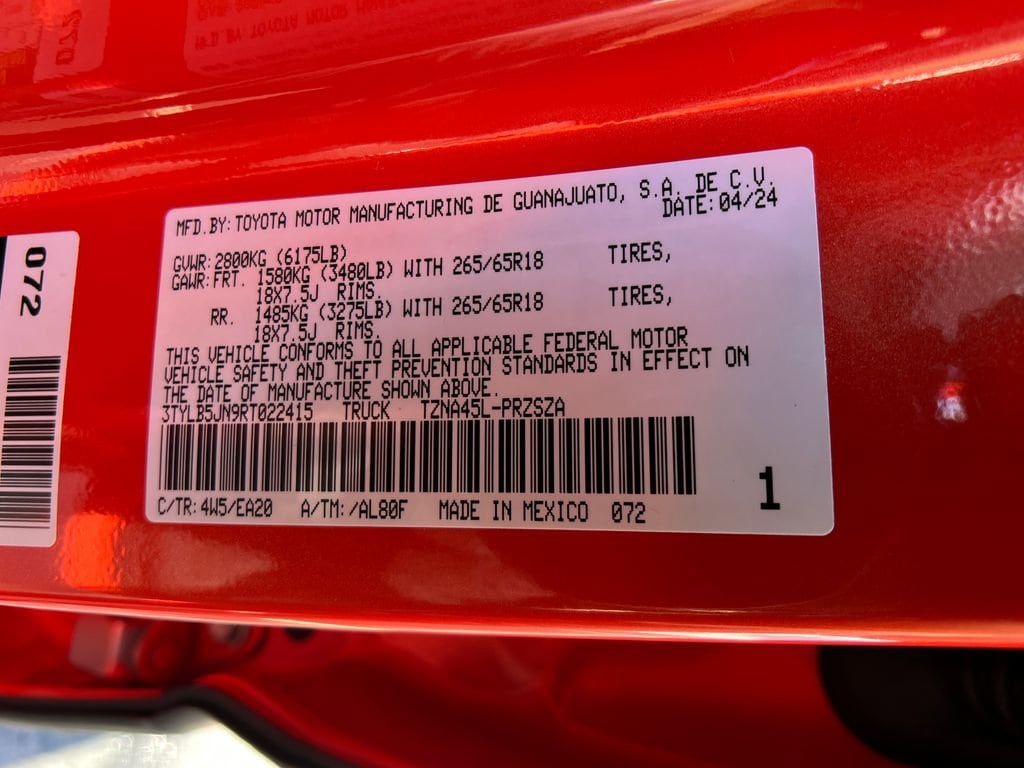 MFD.BY:TOYOTA MOTOR MANUFACTURING DE GUANAJUATO, S.A. DE C.V.
DATE:04/24
GVWR:2800KG (6175LB)
GAWR:FRT. 1580KG (3480LB) WITH 265/65R18 TIRES,
18X7.5J RIMS.
RR. 1485KG (3275LB) WITH 265/65R18 TIRES,
18X7.5J RIMS.
THIS VEHICLE CONFORMS TO ALL APPLICABLE FEDERAL MOTOR
VEHICLE SAFETY AND THEFT PREVENTION STANDARDS IN EFFECT ON
THE DATE OF MANUFACTURE SHOWN ABOVE.
3TYLB5JN9RT022415 TRUCK TZNA45L-PRZSZA
1
C/TR:4W5/EA20 A/TM:/AL80F MADE IN MEXICO 072
072